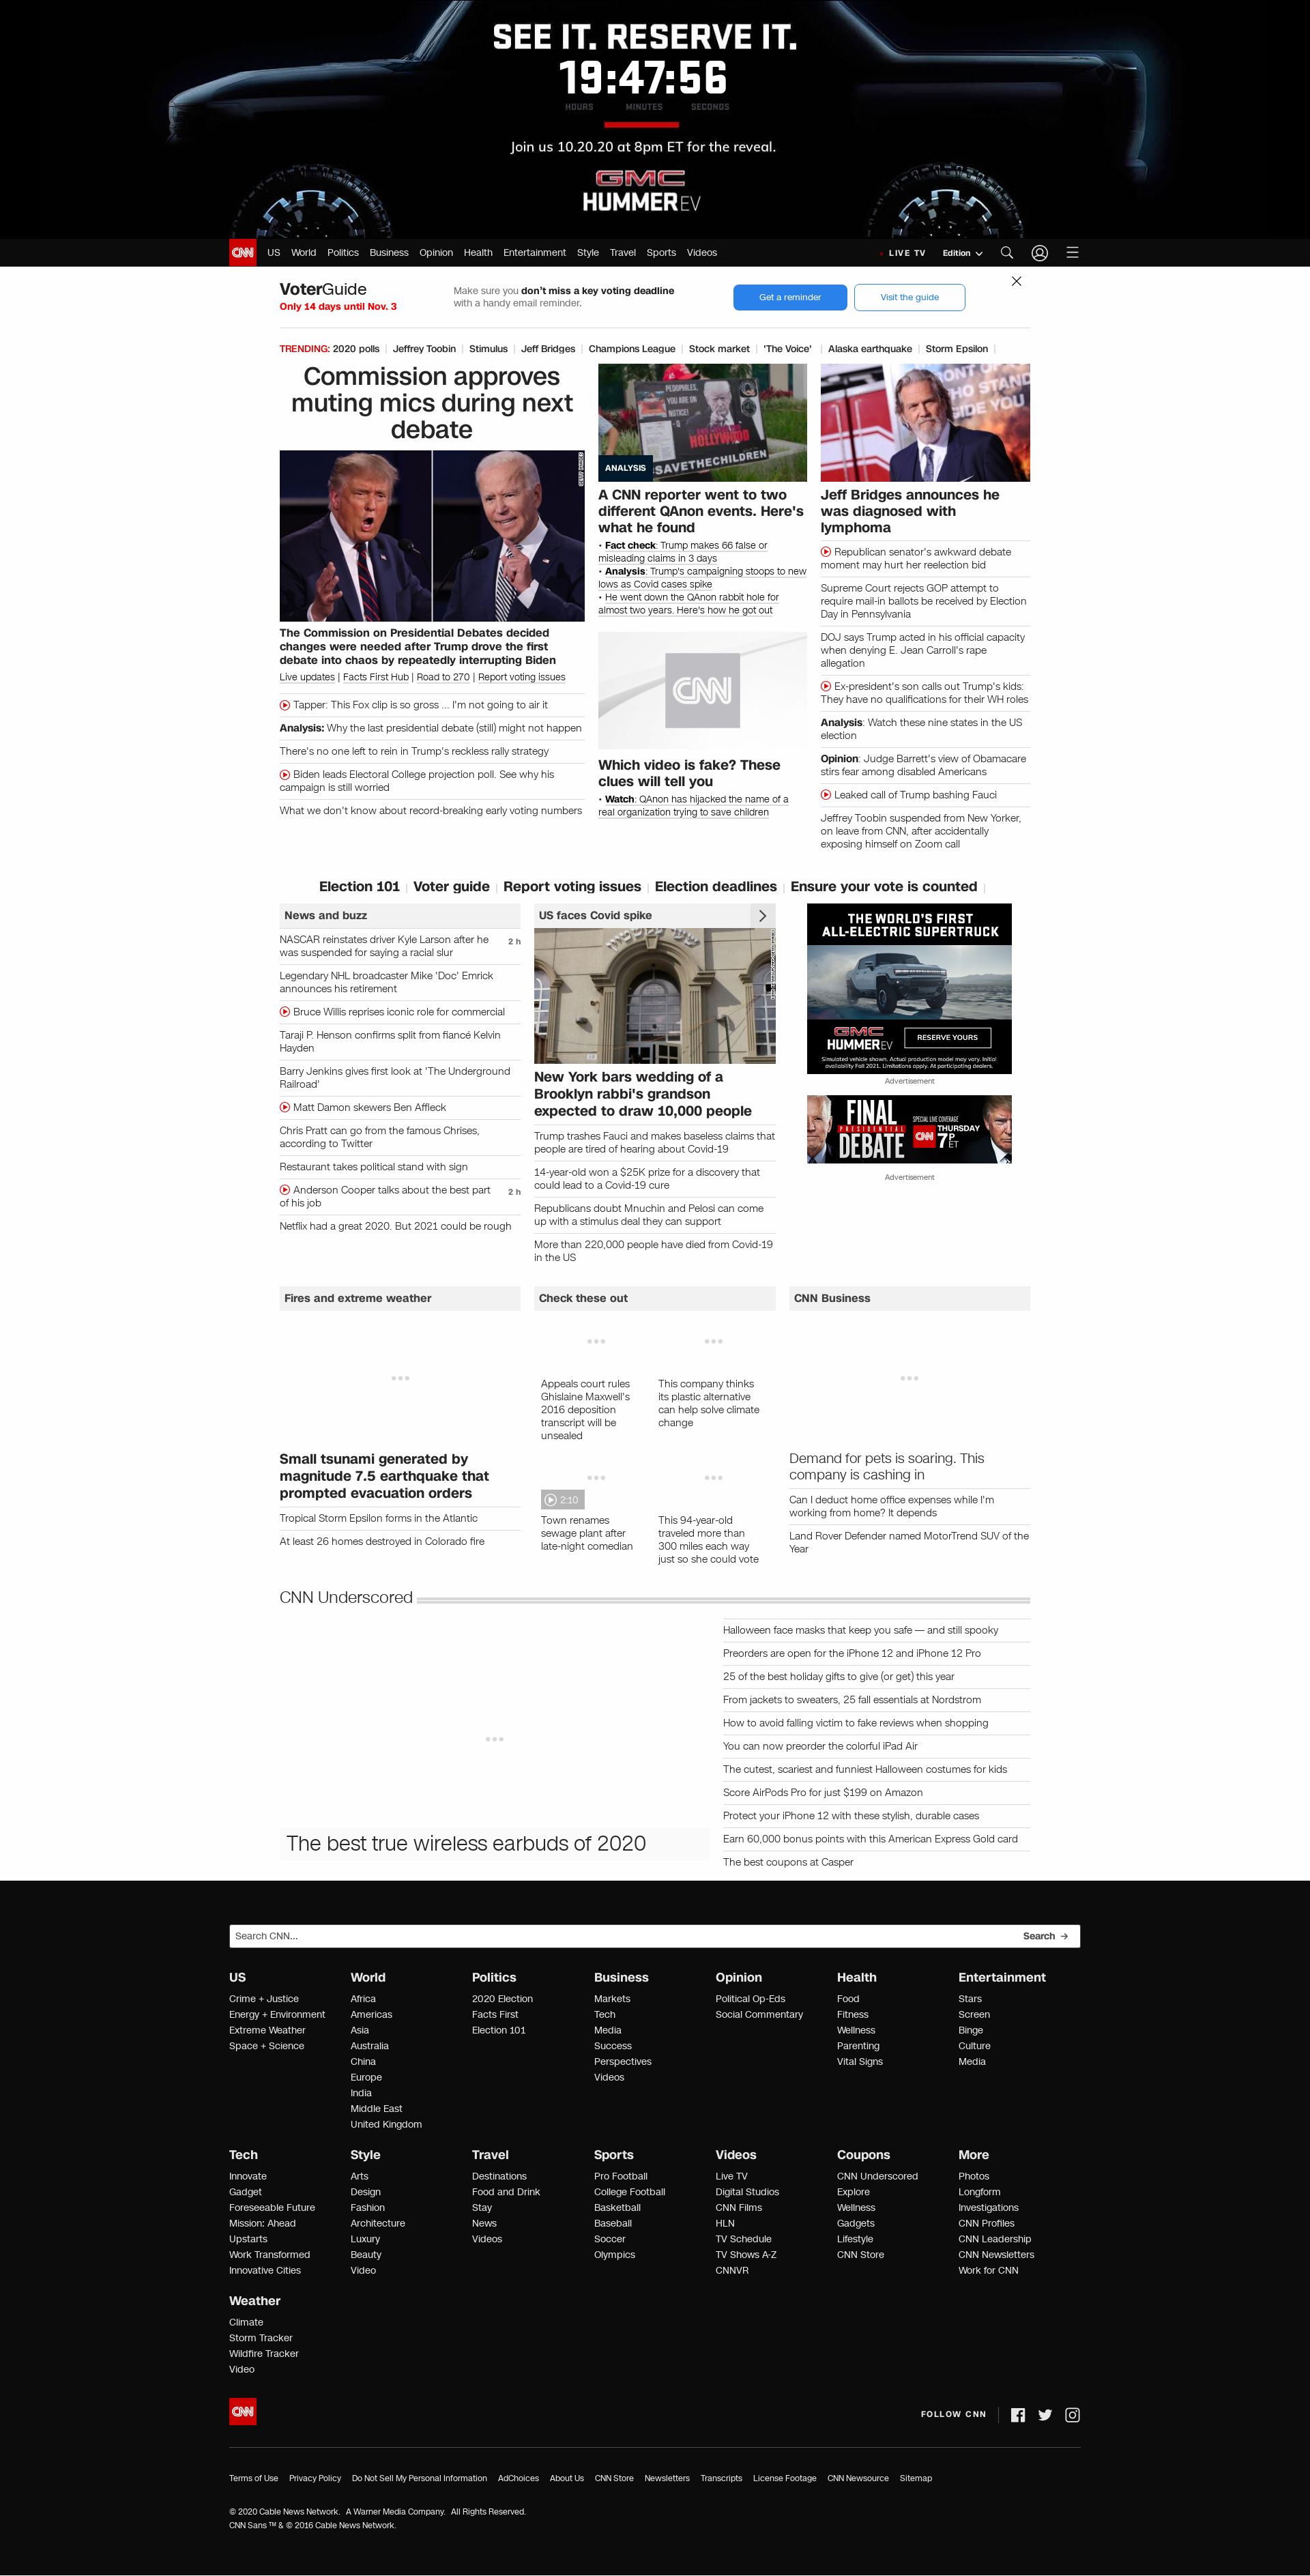 SEE IT. RESERVE IT.
19:47:56
HOURS MINUTES SECONDS
Join us 10.20.20 at 8pm ET for the reveal.
GMC
HUMMER EV
CNN US World Politics Business Opinion Health Entertainment Style Travel Sports Videos LIVE TV Edition
VoterGuide
Only 14 days until Nov. 3
Make sure you don't miss a key voting deadline
with a handy email reminder.
Get a reminder
Visit the guide
TRENDING: 2020 polls | Jeffrey Toobin | Stimulus | Jeff Bridges | Champions League | Stock market | 'The Voice' | Alaska earthquake | Storm Epsilon |
Commission approves
muting mics during next
debate
GETTY IMAGES
The Commission on Presidential Debates decided
changes were needed after Trump drove the first
debate into chaos by repeatedly interrupting Biden
Live updates | Facts First Hub | Road to 270 | Report voting issues
Tapper: This Fox clip is so gross ... I'm not going to air it
Analysis: Why the last presidential debate (still) might not happen
There's no one left to rein in Trump's reckless rally strategy
Biden leads Electoral College projection poll. See why his
campaign is still worried
What we don't know about record-breaking early voting numbers
PEDOPHILES,
YOU ARE ON
NOTICE!
HOLLYWOOD
SAVETHECHILDREN
ANALYSIS
A CNN reporter went to two
different QAnon events. Here's
what he found
• Fact check: Trump makes 66 false or
misleading claims in 3 days
• Analysis: Trump's campaigning stoops to new
lows as Covid cases spike
• He went down the QAnon rabbit hole for
almost two years. Here's how he got out
CNN
Which video is fake? These
clues will tell you
• Watch: QAnon has hijacked the name of a
real organization trying to save children
Jeff Bridges announces he
was diagnosed with
lymphoma
Republican senator's awkward debate
moment may hurt her reelection bid
Supreme Court rejects GOP attempt to
require mail-in ballots be received by Election
Day in Pennsylvania
DOJ says Trump acted in his official capacity
when denying E. Jean Carroll's rape
allegation
Ex-president's son calls out Trump's kids:
They have no qualifications for their WH roles
Analysis: Watch these nine states in the US
election
Opinion: Judge Barrett's view of Obamacare
stirs fear among disabled Americans
Leaked call of Trump bashing Fauci
Jeffrey Toobin suspended from New Yorker,
on leave from CNN, after accidentally
exposing himself on Zoom call
Election 101 | Voter guide | Report voting issues | Election deadlines | Ensure your vote is counted |
News and buzz
NASCAR reinstates driver Kyle Larson after he 2 h
was suspended for saying a racial slur
Legendary NHL broadcaster Mike 'Doc' Emrick
announces his retirement
Bruce Willis reprises iconic role for commercial
Taraji P. Henson confirms split from fiancé Kelvin
Hayden
Barry Jenkins gives first look at 'The Underground
Railroad'
Matt Damon skewers Ben Affleck
Chris Pratt can go from the famous Chrises,
according to Twitter
Restaurant takes political stand with sign
Anderson Cooper talks about the best part 2 h
of his job
Netflix had a great 2020. But 2021 could be rough
US faces Covid spike
New York bars wedding of a
Brooklyn rabbi's grandson
expected to draw 10,000 people
Trump trashes Fauci and makes baseless claims that
people are tired of hearing about Covid-19
14-year-old won a $25K prize for a discovery that
could lead to a Covid-19 cure
Republicans doubt Mnuchin and Pelosi can come
up with a stimulus deal they can support
More than 220,000 people have died from Covid-19
in the US
THE WORLD'S FIRST
ALL-ELECTRIC SUPERTRUCK
GMC
HUMMER EV
RESERVE YOURS
Simulated vehicle shown. Actual production model may vary. Initial
availability Fall 2021. Limitations apply. At participating dealers.
Advertisement
FINAL
PRESIDENTIAL
DEBATE
SPECIAL LIVE COVERAGE
CNN THURSDAY
7P ET
Advertisement
Fires and extreme weather
Small tsunami generated by
magnitude 7.5 earthquake that
prompted evacuation orders
Tropical Storm Epsilon forms in the Atlantic
At least 26 homes destroyed in Colorado fire
Check these out
Appeals court rules
Ghislaine Maxwell's
2016 deposition
transcript will be
unsealed
This company thinks
its plastic alternative
can help solve climate
change
2:10
Town renames
sewage plant after
late-night comedian
This 94-year-old
traveled more than
300 miles each way
just so she could vote
CNN Business
Demand for pets is soaring. This
company is cashing in
Can I deduct home office expenses while I'm
working from home? It depends
Land Rover Defender named MotorTrend SUV of the
Year
CNN Underscored
The best true wireless earbuds of 2020
Halloween face masks that keep you safe — and still spooky
Preorders are open for the iPhone 12 and iPhone 12 Pro
25 of the best holiday gifts to give (or get) this year
From jackets to sweaters, 25 fall essentials at Nordstrom
How to avoid falling victim to fake reviews when shopping
You can now preorder the colorful iPad Air
The cutest, scariest and funniest Halloween costumes for kids
Score AirPods Pro for just $199 on Amazon
Protect your iPhone 12 with these stylish, durable cases
Earn 60,000 bonus points with this American Express Gold card
The best coupons at Casper
Search CNN... Search
US
Crime + Justice
Energy + Environment
Extreme Weather
Space + Science
World
Africa
Americas
Asia
Australia
China
Europe
India
Middle East
United Kingdom
Politics
2020 Election
Facts First
Election 101
Business
Markets
Tech
Media
Success
Perspectives
Videos
Opinion
Political Op-Eds
Social Commentary
Health
Food
Fitness
Wellness
Parenting
Vital Signs
Entertainment
Stars
Screen
Binge
Culture
Media
Tech
Innovate
Gadget
Foreseeable Future
Mission: Ahead
Upstarts
Work Transformed
Innovative Cities
Style
Arts
Design
Fashion
Architecture
Luxury
Beauty
Video
Travel
Destinations
Food and Drink
Stay
News
Videos
Sports
Pro Football
College Football
Basketball
Baseball
Soccer
Olympics
Videos
Live TV
Digital Studios
CNN Films
HLN
TV Schedule
TV Shows A-Z
CNNVR
Coupons
CNN Underscored
Explore
Wellness
Gadgets
Lifestyle
CNN Store
More
Photos
Longform
Investigations
CNN Profiles
CNN Leadership
CNN Newsletters
Work for CNN
Weather
Climate
Storm Tracker
Wildfire Tracker
Video
CNN
FOLLOW CNN
Terms of Use Privacy Policy Do Not Sell My Personal Information AdChoices About Us CNN Store Newsletters Transcripts License Footage CNN Newsource Sitemap
© 2020 Cable News Network. A Warner Media Company. All Rights Reserved.
CNN Sans ™ & © 2016 Cable News Network.